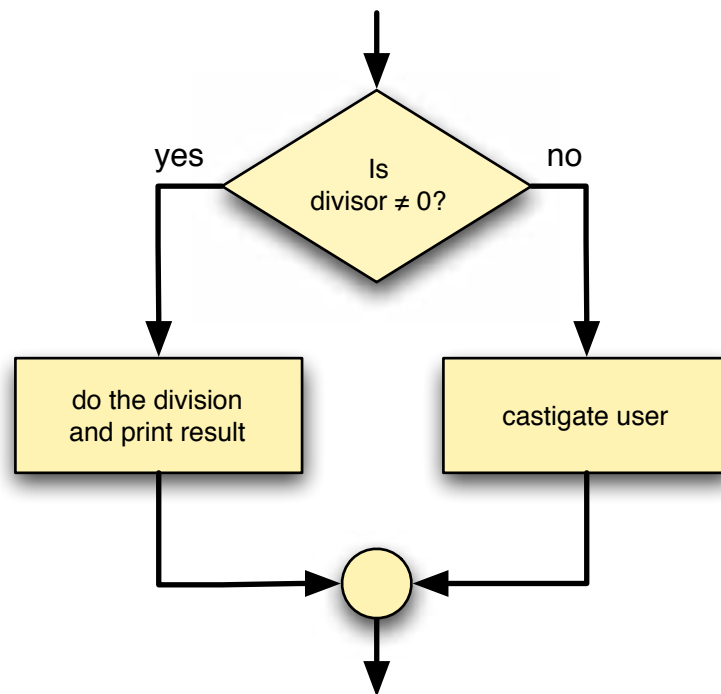 yes
Is
divisor ≠ 0?
no
do the division
and print result
castigate user